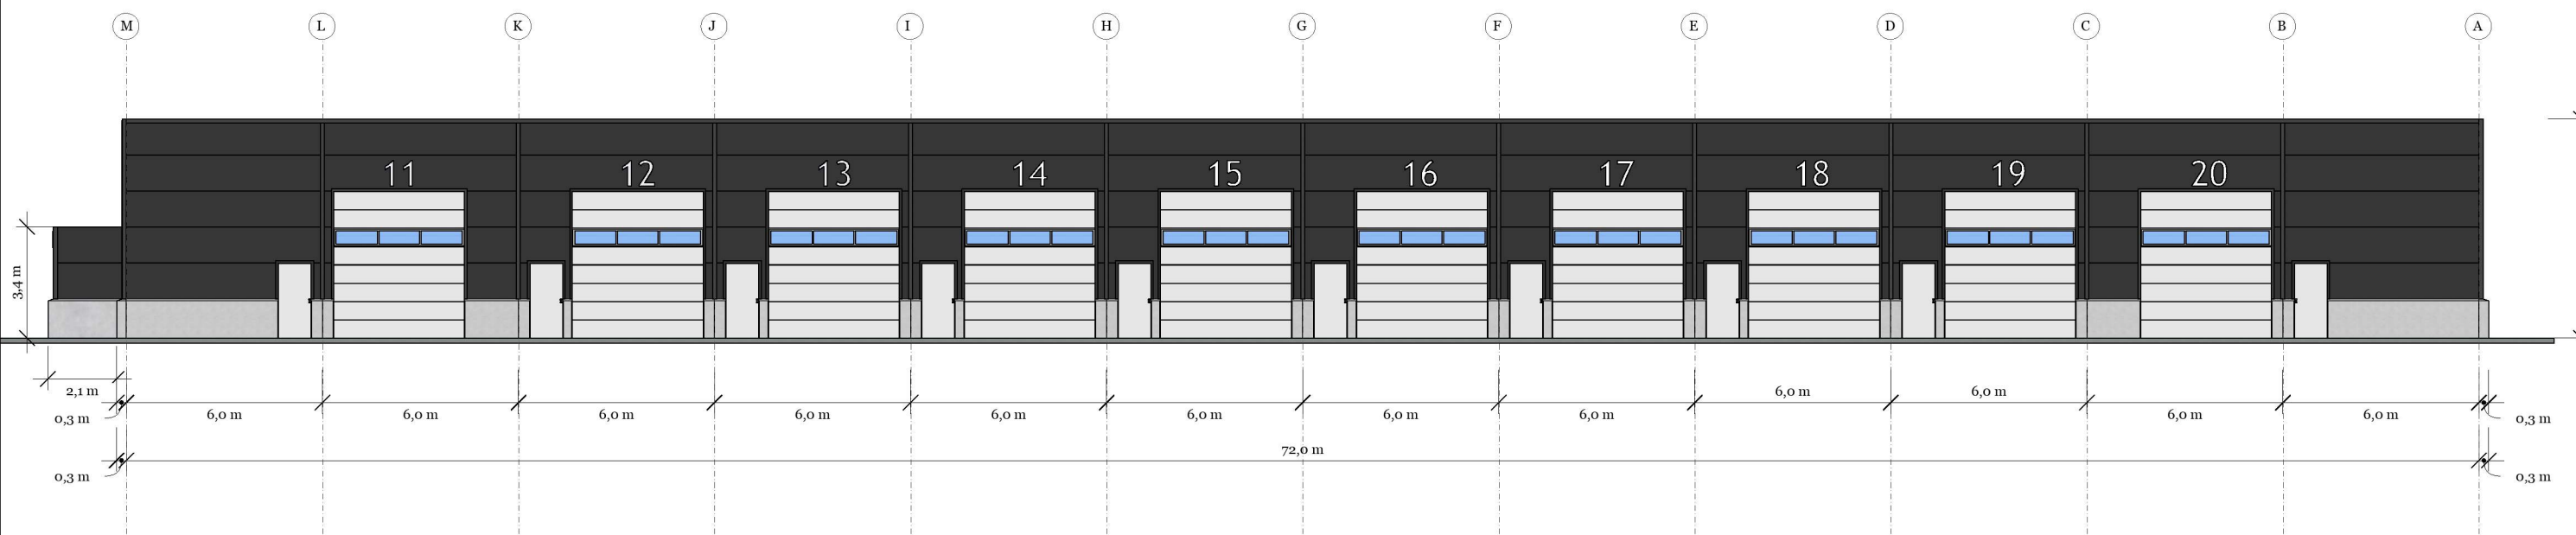 M L K J I H G F E D C B A
11 12 13 14 15 16 17 18 19 20
3,4 m
2,1 m 6,0 m 6,0 m
0,3 m 6,0 m 6,0 m 6,0 m 6,0 m 6,0 m 6,0 m 6,0 m 6,0 m 6,0 m 6,0 m 0,3 m
72,0 m
0,3 m 0,3 m